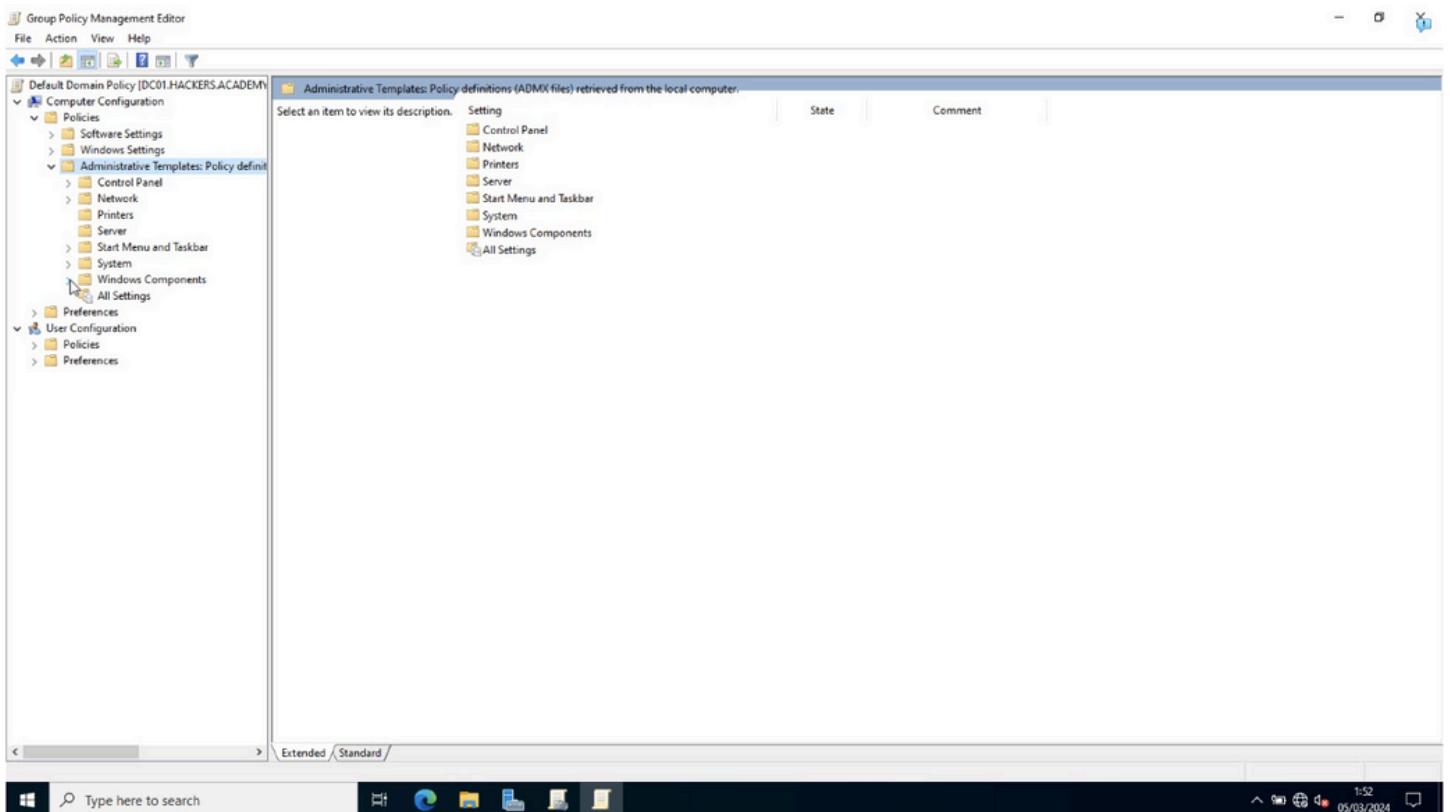 Group Policy Management Editor
File Action View Help
Default Domain Policy [DC01.HACKERS.ACADEMY
Computer Configuration
Policies
Software Settings
Windows Settings
Administrative Templates: Policy definit
Control Panel
Network
Printers
Server
Start Menu and Taskbar
System
Windows Components
All Settings
Preferences
User Configuration
Policies
Preferences
Administrative Templates: Policy definitions (ADMX files) retrieved from the local computer.
Select an item to view its description.
Setting State Comment
Control Panel
Network
Printers
Server
Start Menu and Taskbar
System
Windows Components
All Settings
Extended Standard
Type here to search
1:52
05/03/2024